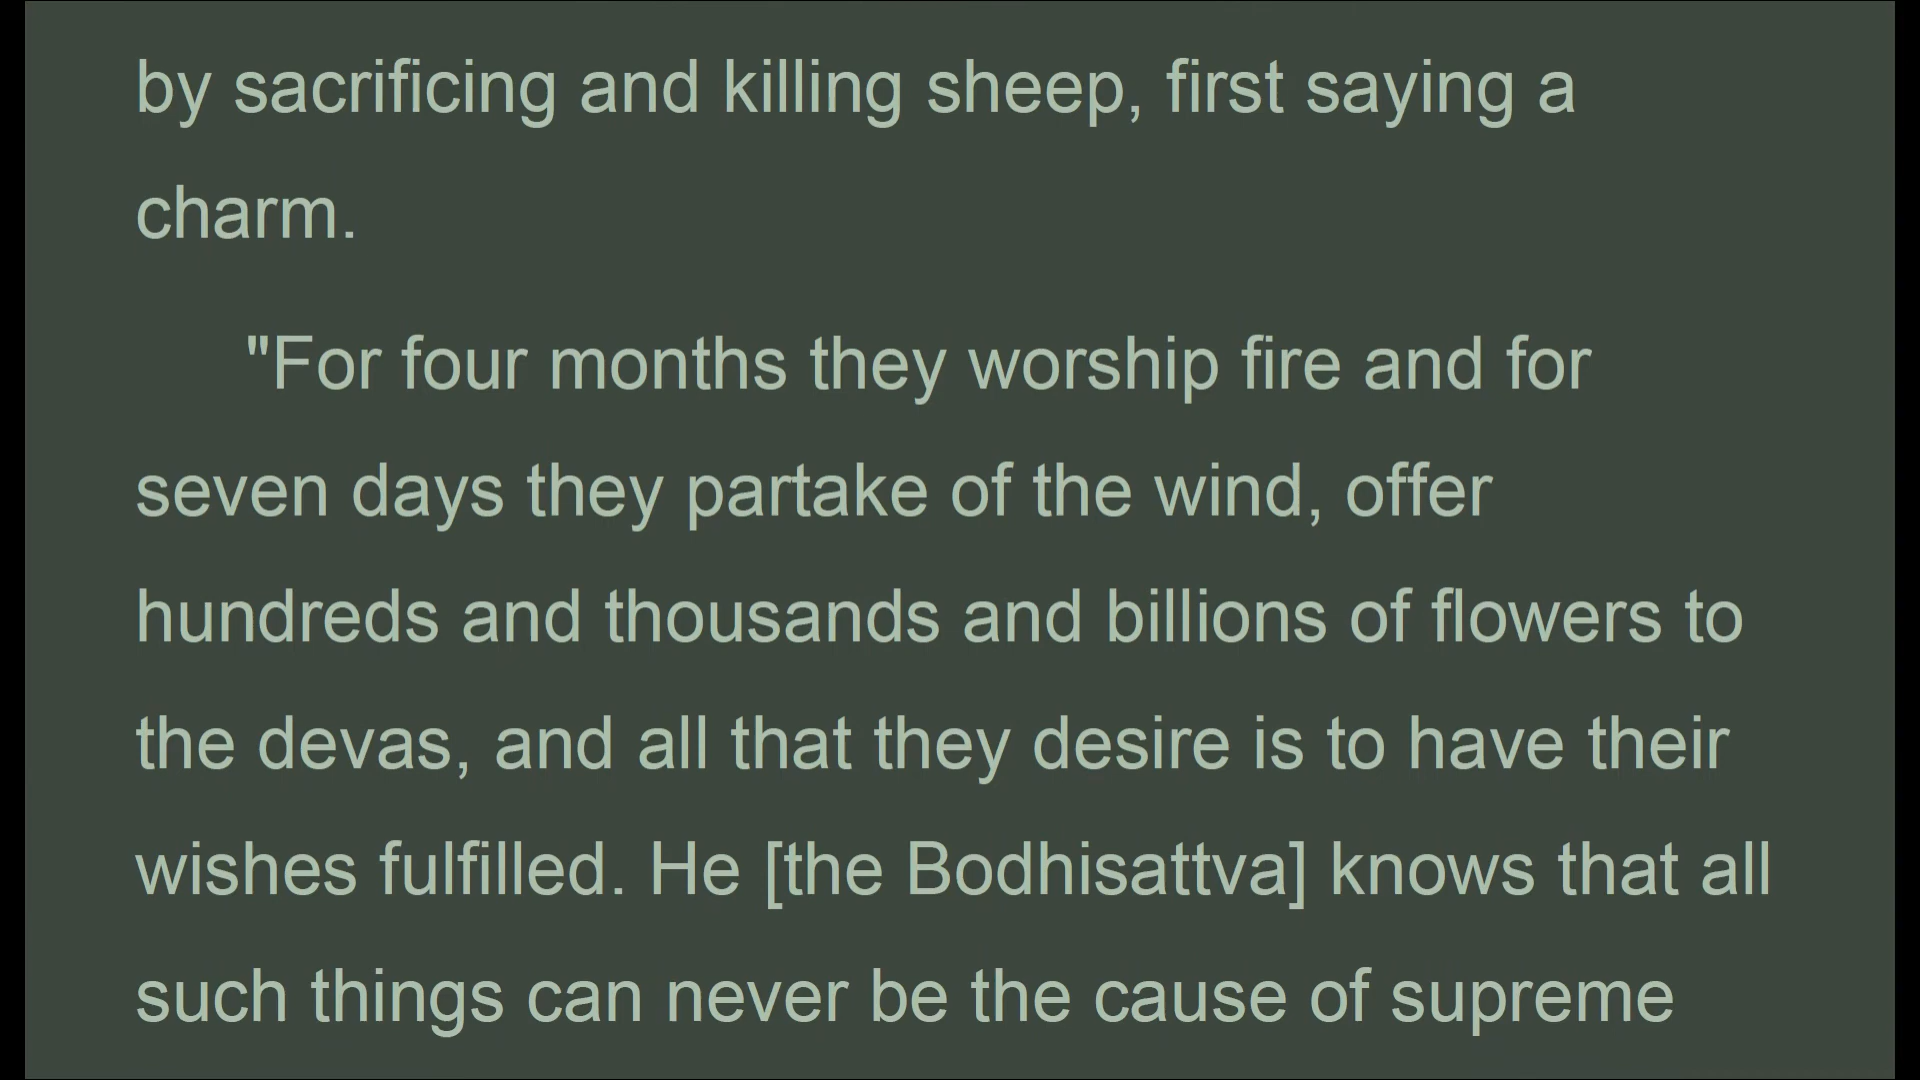 by sacrificing and killing sheep, first saying a
charm.
"For four months they worship fire and for
seven days they partake of the wind, offer
hundreds and thousands and billions of flowers to
the devas, and all that they desire is to have their
wishes fulfilled. He [the Bodhisattva] knows that all
such things can never be the cause of supreme